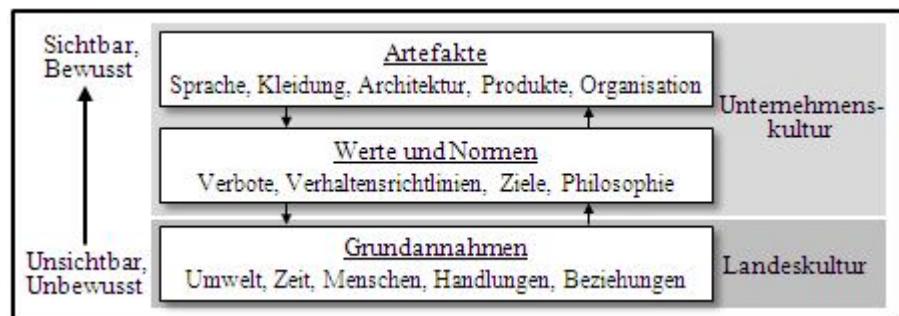 Sichtbar,
Bewusst
Artefakte
Sprache, Kleidung, Architektur, Produkte, Organisation
Unternehmens-
kultur
Werte und Normen
Verbote, Verhaltensrichtlinien, Ziele, Philosophie
Unsichtbar,
Unbewusst
Grundannahmen
Umwelt, Zeit, Menschen, Handlungen, Beziehungen
Landeskultur